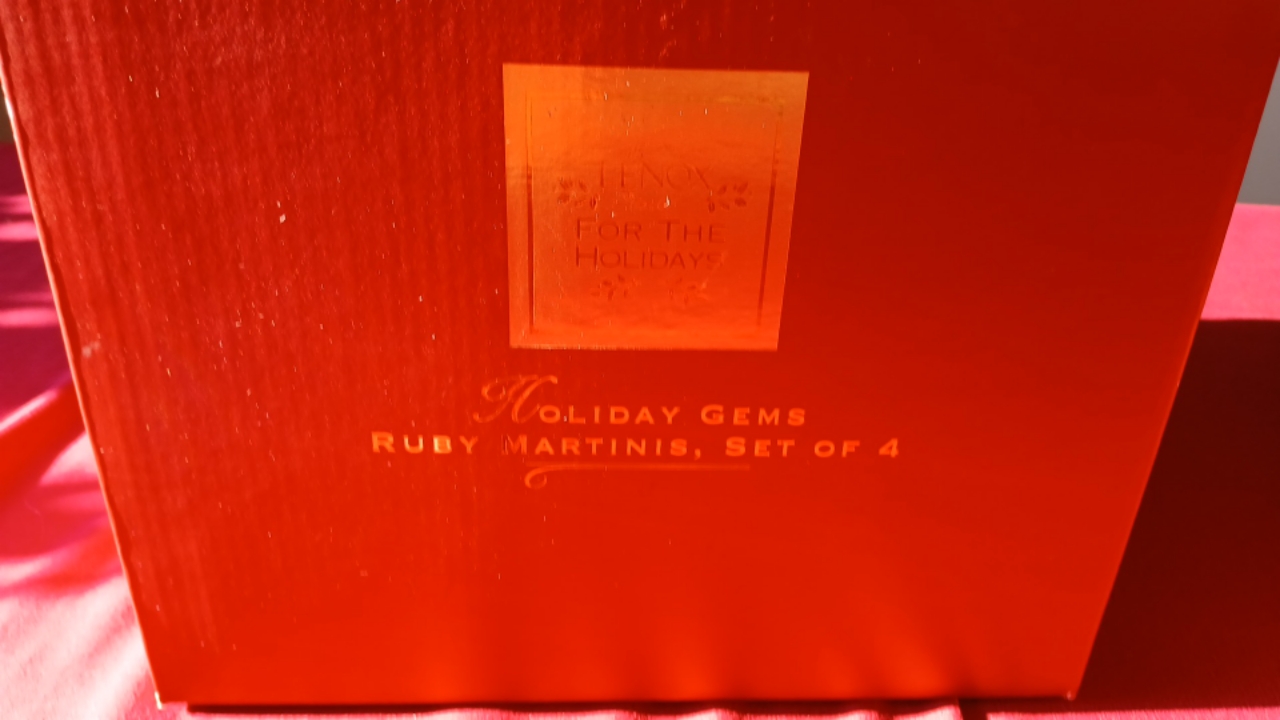 LENOX
FOR THE
HOLIDAYS
HOLIDAY GEMS
RUBY MARTINIS, SET OF 4